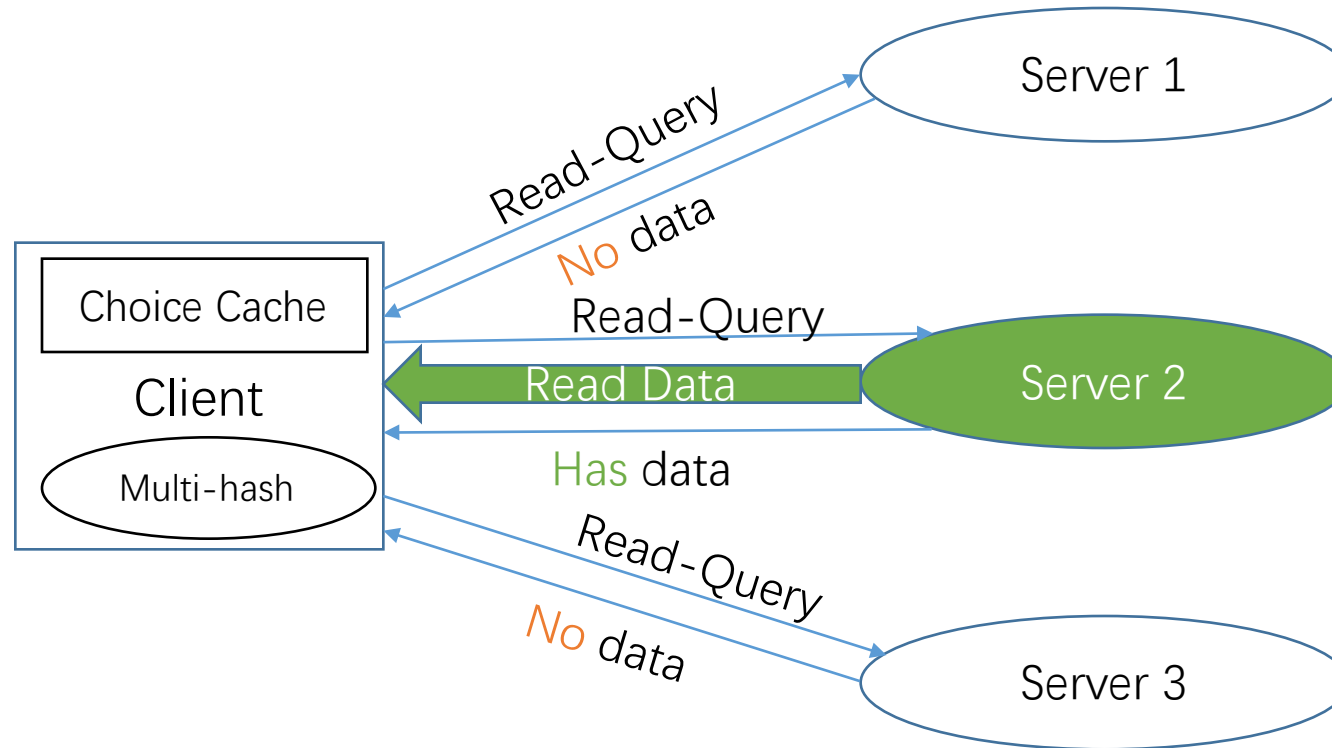 Server 1
Read-Query
No data
Choice Cache
Read-Query
Read Data
Server 2
Client
Has data
Multi-hash
Read-Query
No data
Server 3